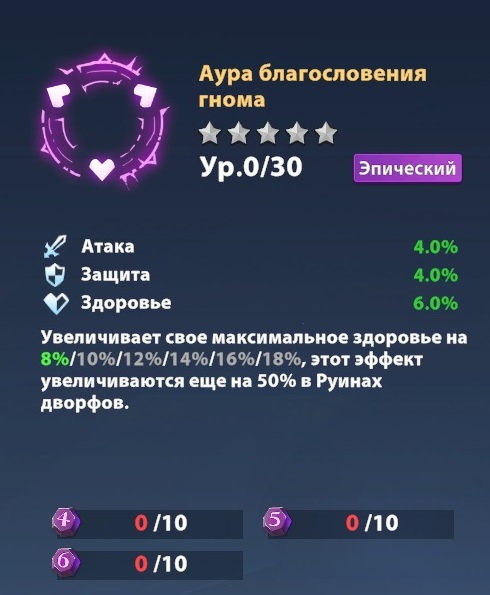 Аура благословения
гнома
Ур.0/30
Эпический
Атака 4.0%
Защита 4.0%
Здоровье 6.0%
Увеличивает свое максимальное здоровье на
8%/10%/12%/14%/16%/18%, этот эффект
увеличиваются еще на 50% в Руинах
дворфов.
4 0 /10 5 0 /10
6 0 /10